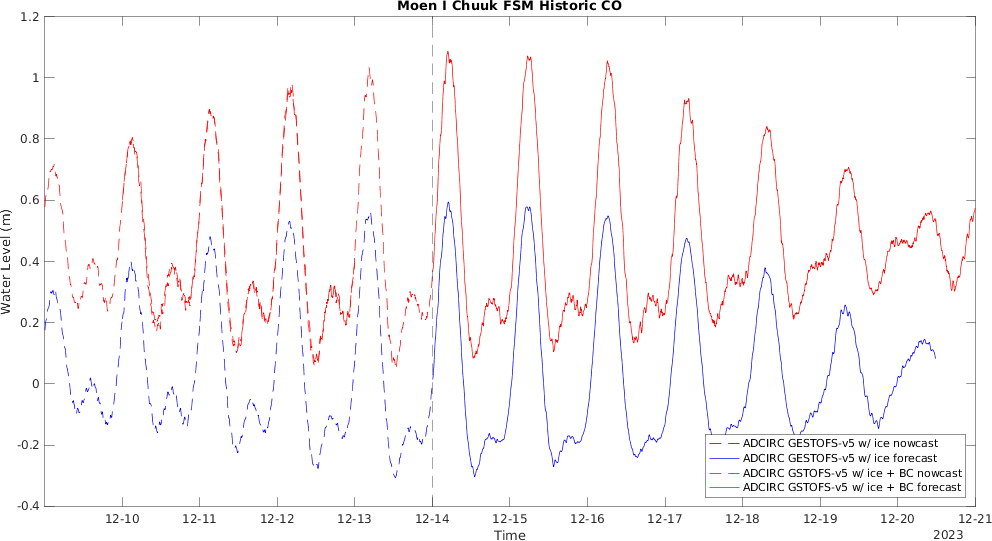 Moen I Chuuk FSM Historic CO
1.2
1
0.8
0.6
0.4
0.2
0
-0.2
-0.4
Water Level (m)
ADCIRC GESTOFS-v5 w/ ice nowcast
ADCIRC GESTOFS-v5 w/ ice forecast
ADCIRC GSTOFS-v5 w/ ice + BC nowcast
ADCIRC GSTOFS-v5 w/ ice + BC forecast
12-10 12-11 12-12 12-13 12-14 12-15 12-16 12-17 12-18 12-19 12-20 12-21
Time
2023